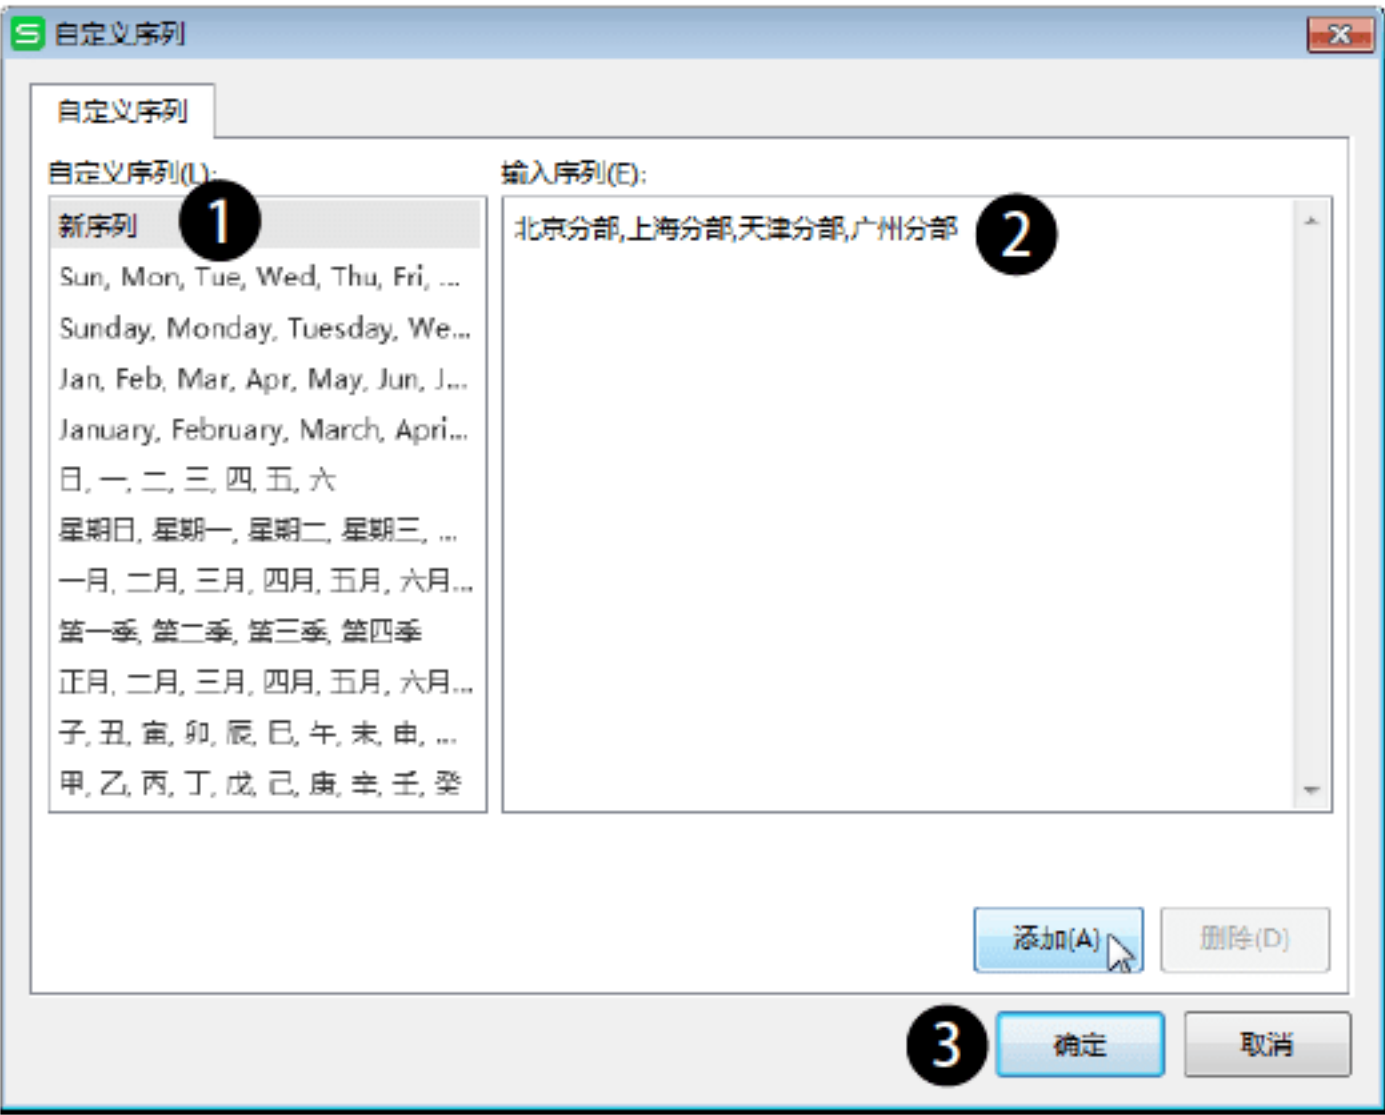 自定义序列
自定义序列
自定义序列(L):
新序列
1
Sun, Mon, Tue, Wed, Thu, Fri, ...
Sunday, Monday, Tuesday, We...
Jan, Feb, Mar, Apr, May, Jun, J...
January, February, March, Apri...
日, 一, 二, 三, 四, 五, 六
星期日, 星期一, 星期二, 星期三, ...
一月, 二月, 三月, 四月, 五月, 六月...
第一季, 第二季, 第三季, 第四季
正月, 二月, 三月, 四月, 五月, 六月...
子, 丑, 寅, 卯, 辰, 巳, 午, 未, 申, ...
甲, 乙, 丙, 丁, 戊, 己, 庚, 辛, 壬, 癸
输入序列(E):
北京分部,上海分部,天津分部,广州分部
2
添加(A)
删除(D)
3
确定
取消